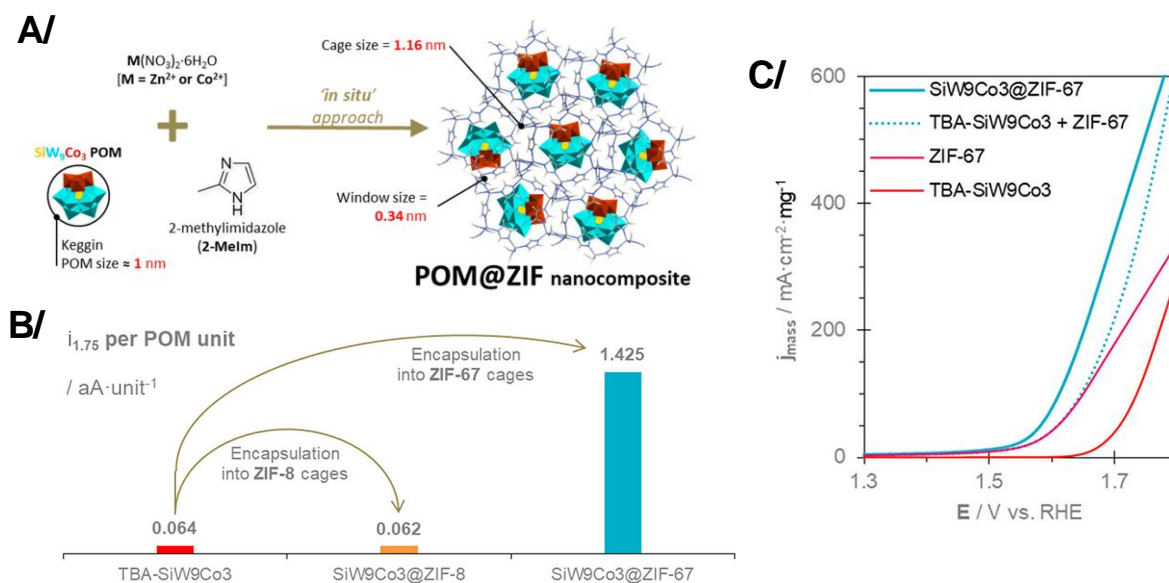 A/
M(NO₃)₂·6H₂O
[M = Zn²⁺ or Co²⁺]
SiW₉Co₃ POM
Keggin
POM size ≈ 1 nm
N
N
H
2-methylimidazole
(2-MeIm)
'in situ'
approach
Cage size = 1.16 nm
Window size =
0.34 nm
POM@ZIF nanocomposite
B/
i₁.₇₅ per POM unit
/ aA·unit⁻¹
Encapsulation
into ZIF-67 cages
Encapsulation
into ZIF-8 cages
0.064
0.062
1.425
TBA-SiW9Co3
SiW9Co3@ZIF-8
SiW9Co3@ZIF-67
C/
SiW9Co3@ZIF-67
TBA-SiW9Co3 + ZIF-67
ZIF-67
TBA-SiW9Co3
jmass / mA·cm⁻²·mg⁻¹
600
400
200
0
1.3
1.5
1.7
E / V vs. RHE